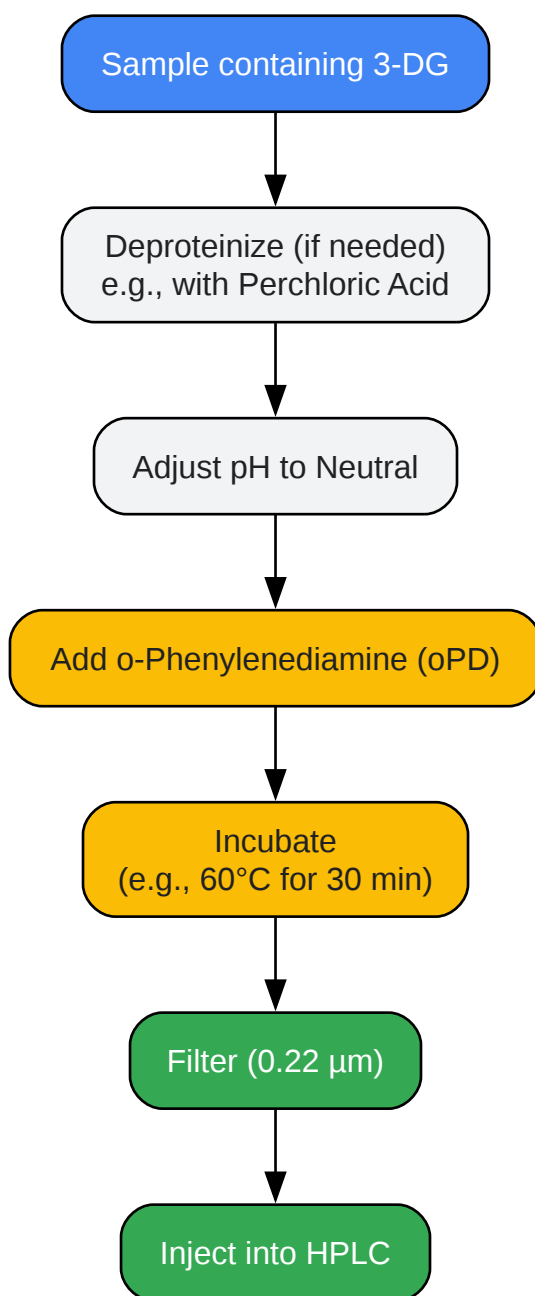 Sample containing 3-DG
Deproteinize (if needed)
e.g., with Perchloric Acid
Adjust pH to Neutral
Add o-Phenylenediamine (oPD)
Incubate
(e.g., 60°C for 30 min)
Filter (0.22 µm)
Inject into HPLC